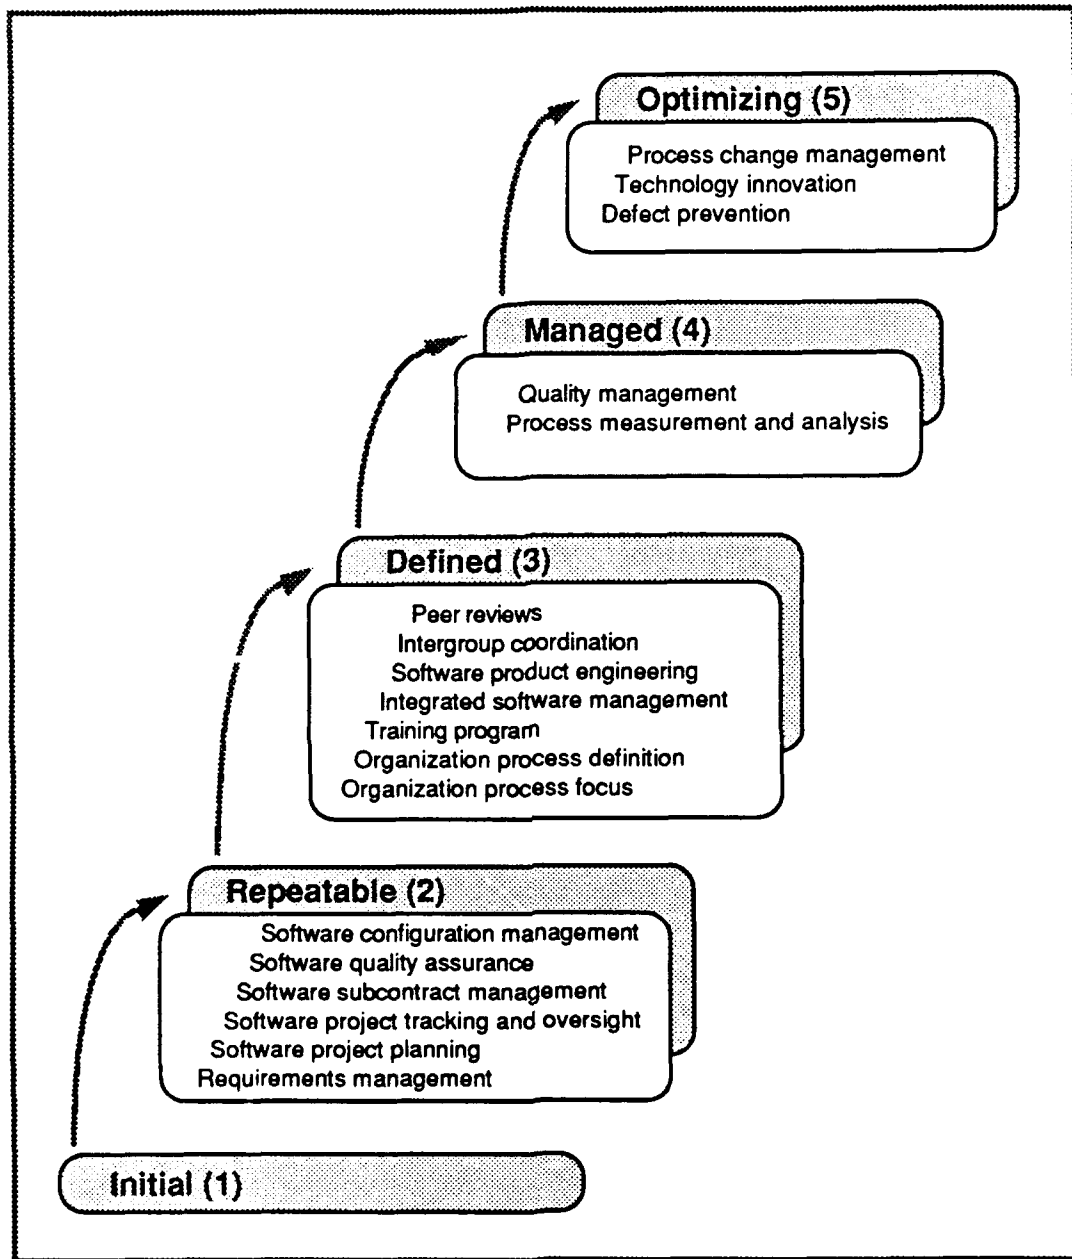 Optimizing (5)
Process change management
Technology innovation
Defect prevention
Managed (4)
Quality management
Process measurement and analysis
Defined (3)
Peer reviews
Intergroup coordination
Software product engineering
Integrated software management
Training program
Organization process definition
Organization process focus
Repeatable (2)
Software configuration management
Software quality assurance
Software subcontract management
Software project tracking and oversight
Software project planning
Requirements management
Initial (1)